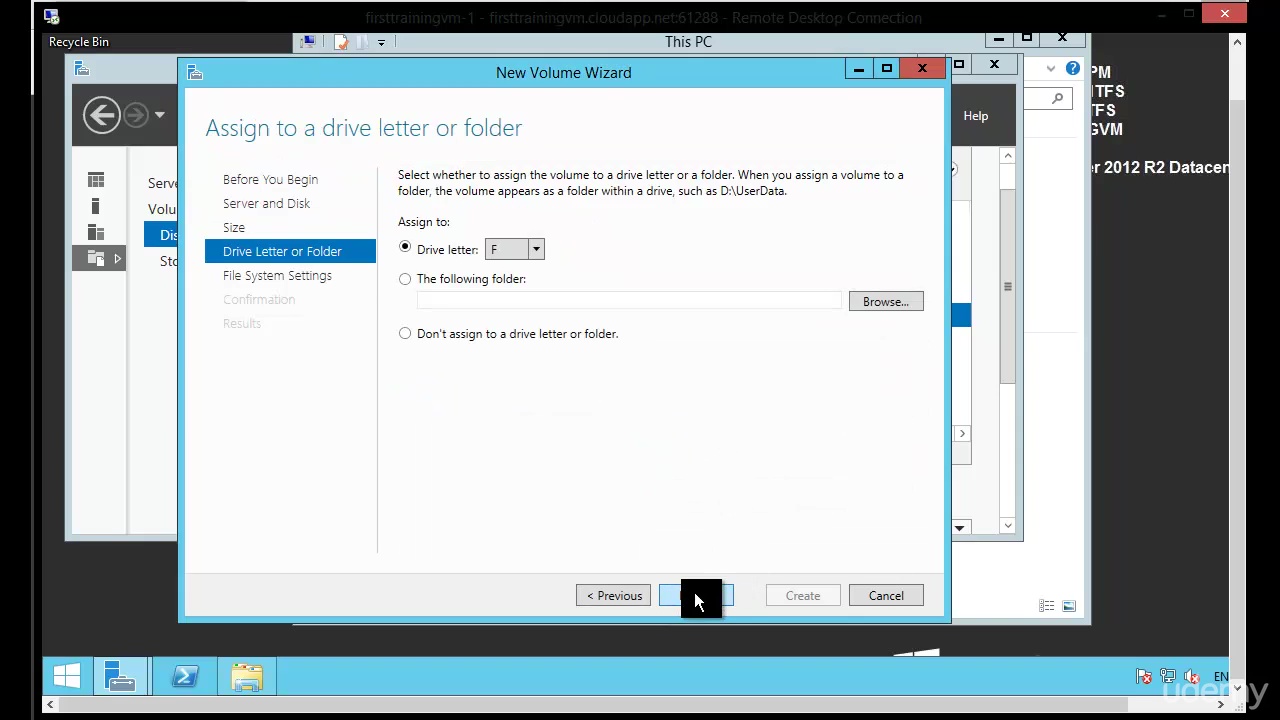 firsttrainingvm-1 - firsttrainingvm.cloudapp.net:61288 - Remote Desktop Connection
Recycle Bin
This PC
New Volume Wizard
PM
NTFS
TFS
GVM
er 2012 R2 Datacen
Help
Assign to a drive letter or folder
Serve
Volu
Dis
Sto
Before You Begin
Server and Disk
Size
Drive Letter or Folder
File System Settings
Confirmation
Results
Select whether to assign the volume to a drive letter or a folder. When you assign a volume to a
folder, the volume appears as a folder within a drive, such as D:\UserData.
Assign to:
Drive letter: F
The following folder:
Browse...
Don't assign to a drive letter or folder.
< Previous
Create
Cancel
EN
udemy